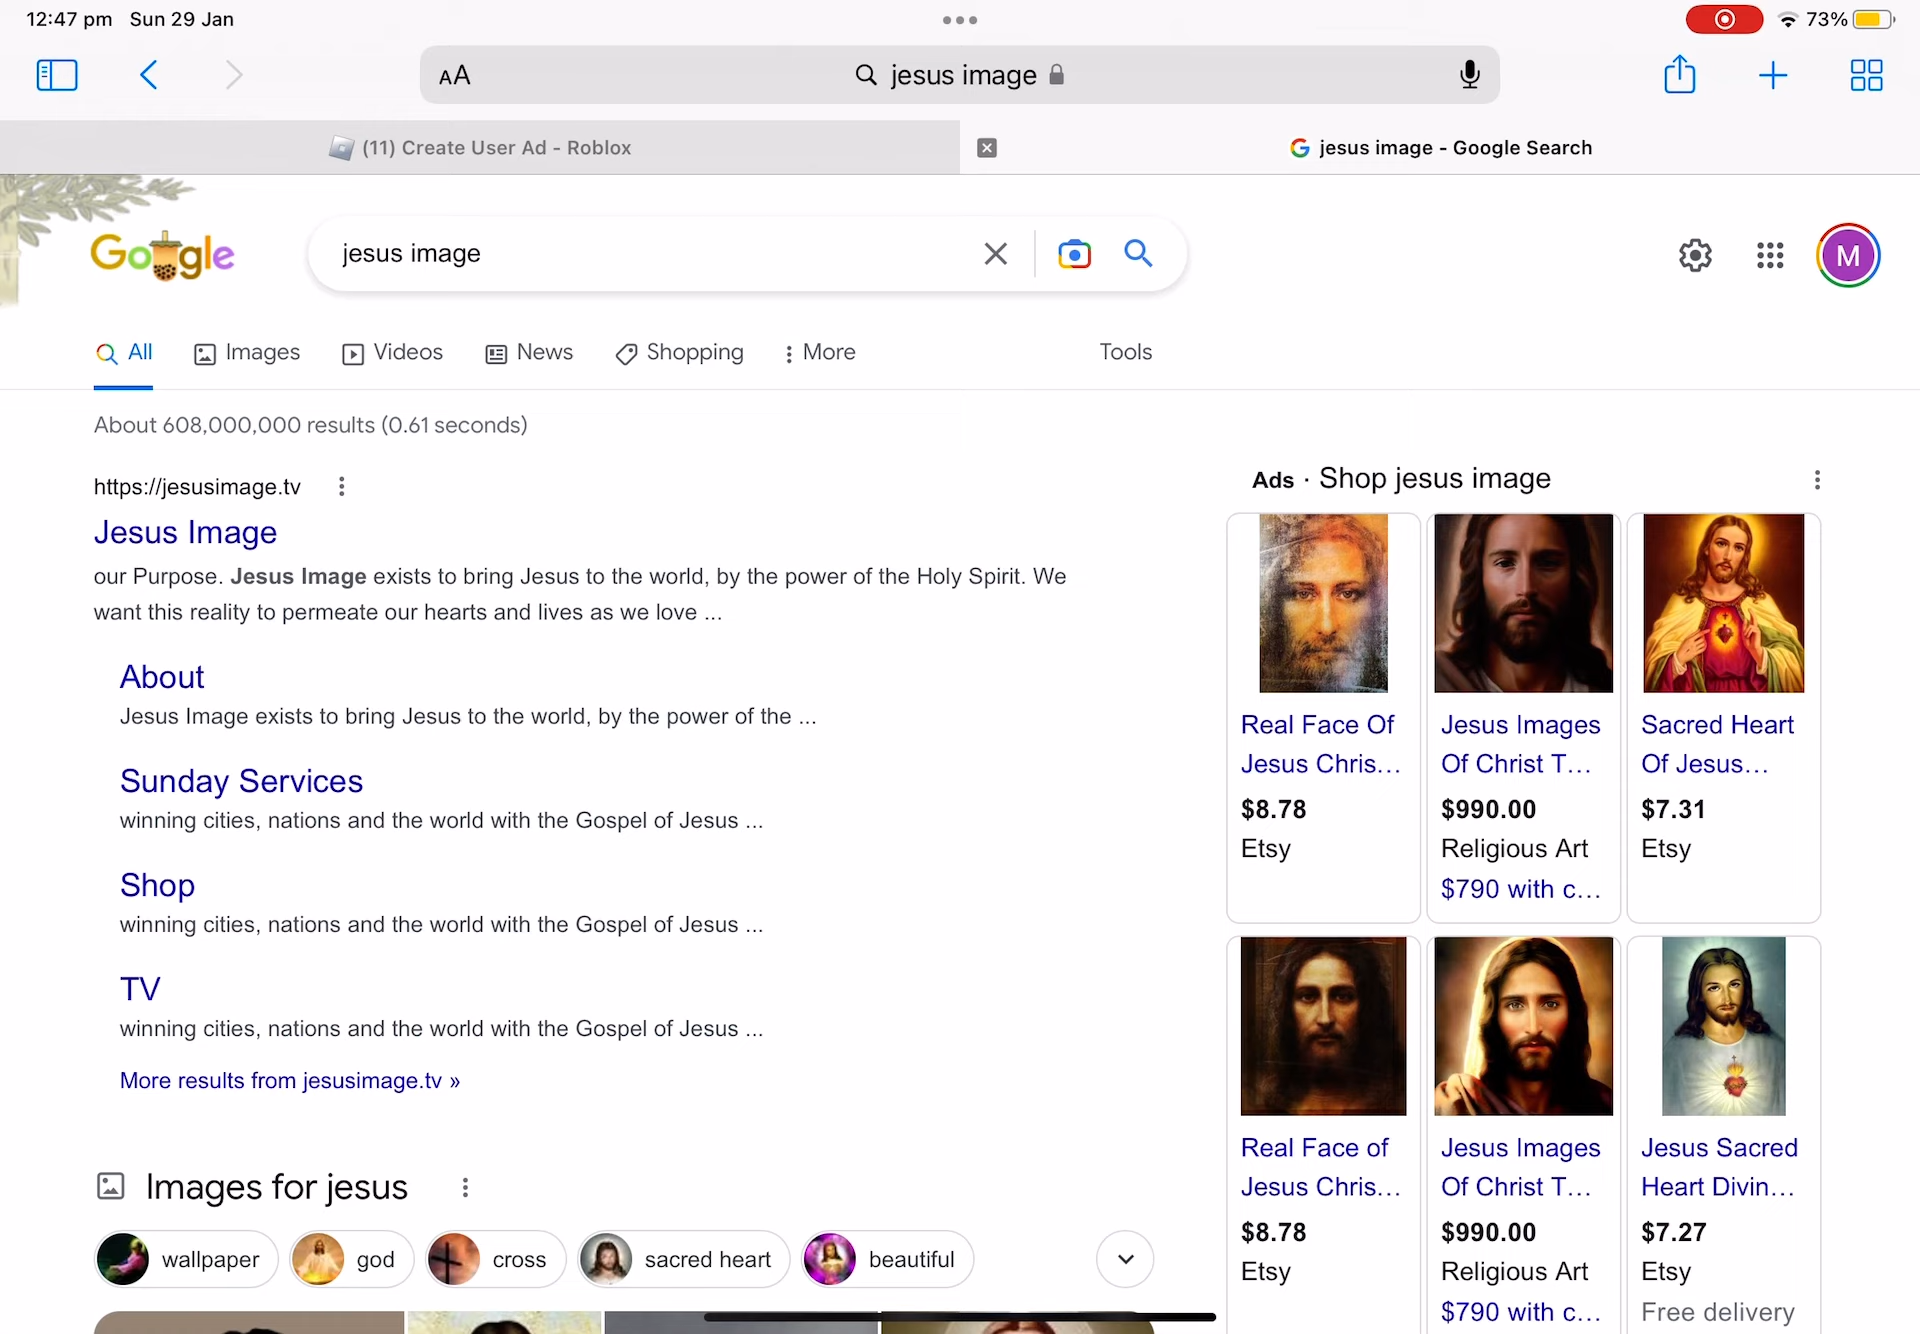 12:47 pm Sun 29 Jan
73%
AA
jesus image
(11) Create User Ad - Roblox
jesus image - Google Search
Google
jesus image
M
All
Images
Videos
News
Shopping
More
Tools
About 608,000,000 results (0.61 seconds)
https://jesusimage.tv
Jesus Image
our Purpose. Jesus Image exists to bring Jesus to the world, by the power of the Holy Spirit. We
want this reality to permeate our hearts and lives as we love ...
About
Jesus Image exists to bring Jesus to the world, by the power of the ...
Sunday Services
winning cities, nations and the world with the Gospel of Jesus ...
Shop
winning cities, nations and the world with the Gospel of Jesus ...
TV
winning cities, nations and the world with the Gospel of Jesus ...
More results from jesusimage.tv »
Images for jesus
wallpaper
god
cross
sacred heart
beautiful
Ads · Shop jesus image
Real Face Of
Jesus Chris...
$8.78
Etsy
Jesus Images
Of Christ T...
$990.00
Religious Art
$790 with c...
Sacred Heart
Of Jesus...
$7.31
Etsy
Real Face of
Jesus Chris...
$8.78
Etsy
Jesus Images
Of Christ T...
$990.00
Religious Art
$790 with c...
Jesus Sacred
Heart Divin...
$7.27
Etsy
Free delivery